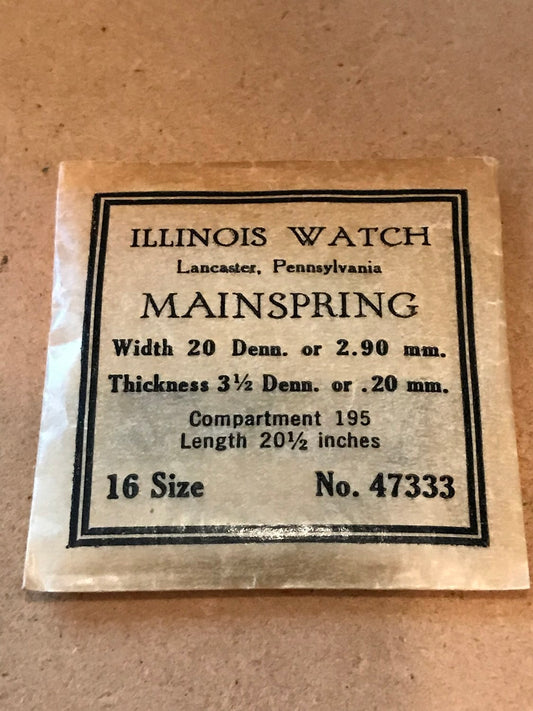 ILLINOIS WATCH
Lancaster, Pennsylvania
MAINSPRING
Width 20 Denn. or 2.90 mm.
Thickness 3½ Denn. or .20 mm.
Compartment 195
Length 20½ inches
16 Size No. 47333